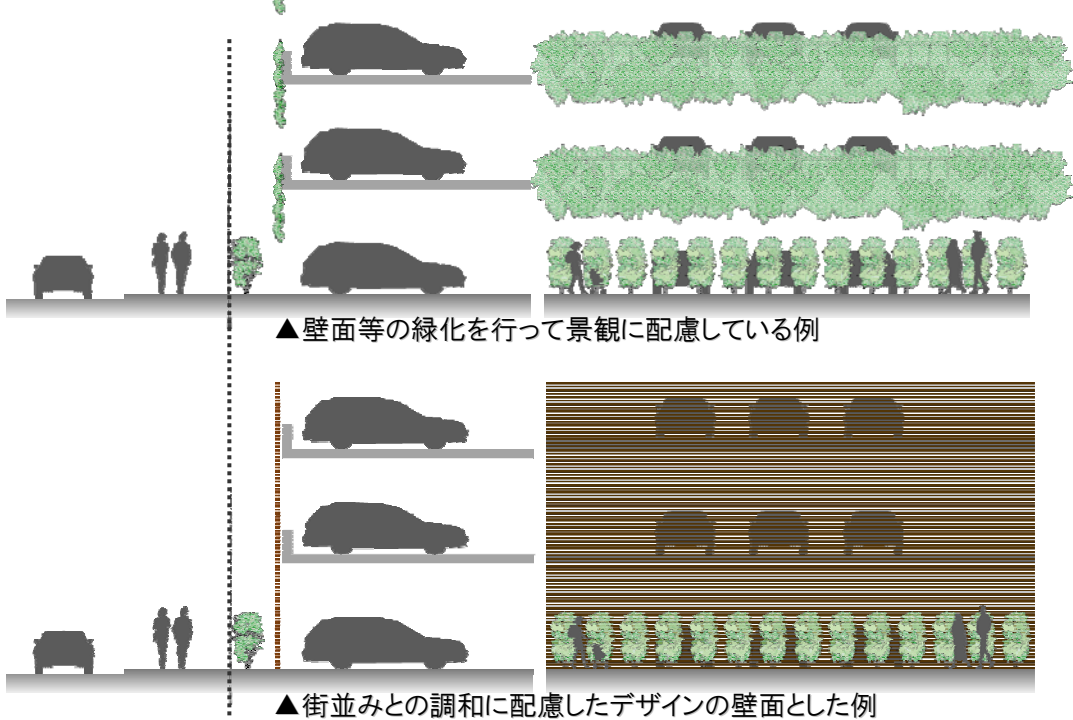 ▲壁面等の緑化を行って景観に配慮している例
▲街並みとの調和に配慮したデザインの壁面とした例